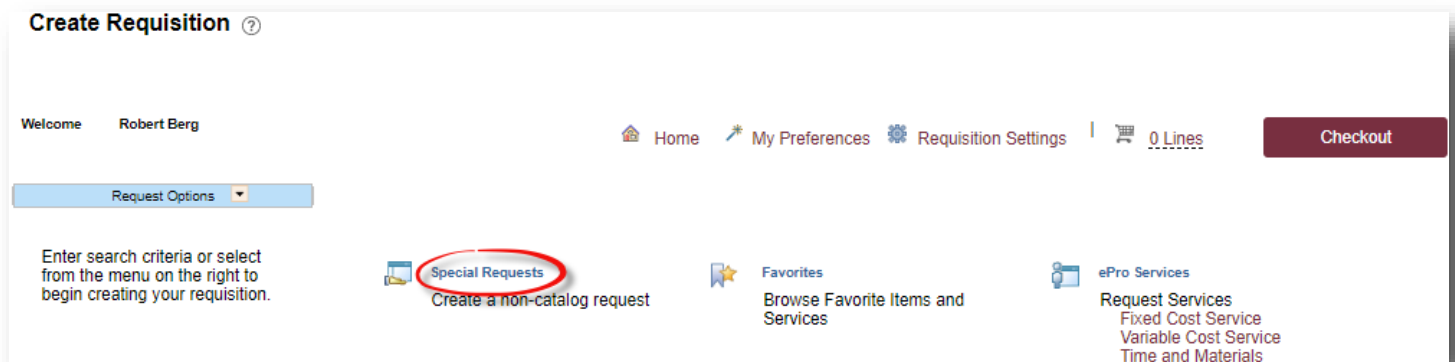 Create Requisition ?
Welcome Robert Berg
Home My Preferences Requisition Settings | 0 Lines Checkout
Request Options
Enter search criteria or select
from the menu on the right to
begin creating your requisition.
Special Requests
Create a non-catalog request
Favorites
Browse Favorite Items and
Services
ePro Services
Request Services
Fixed Cost Service
Variable Cost Service
Time and Materials